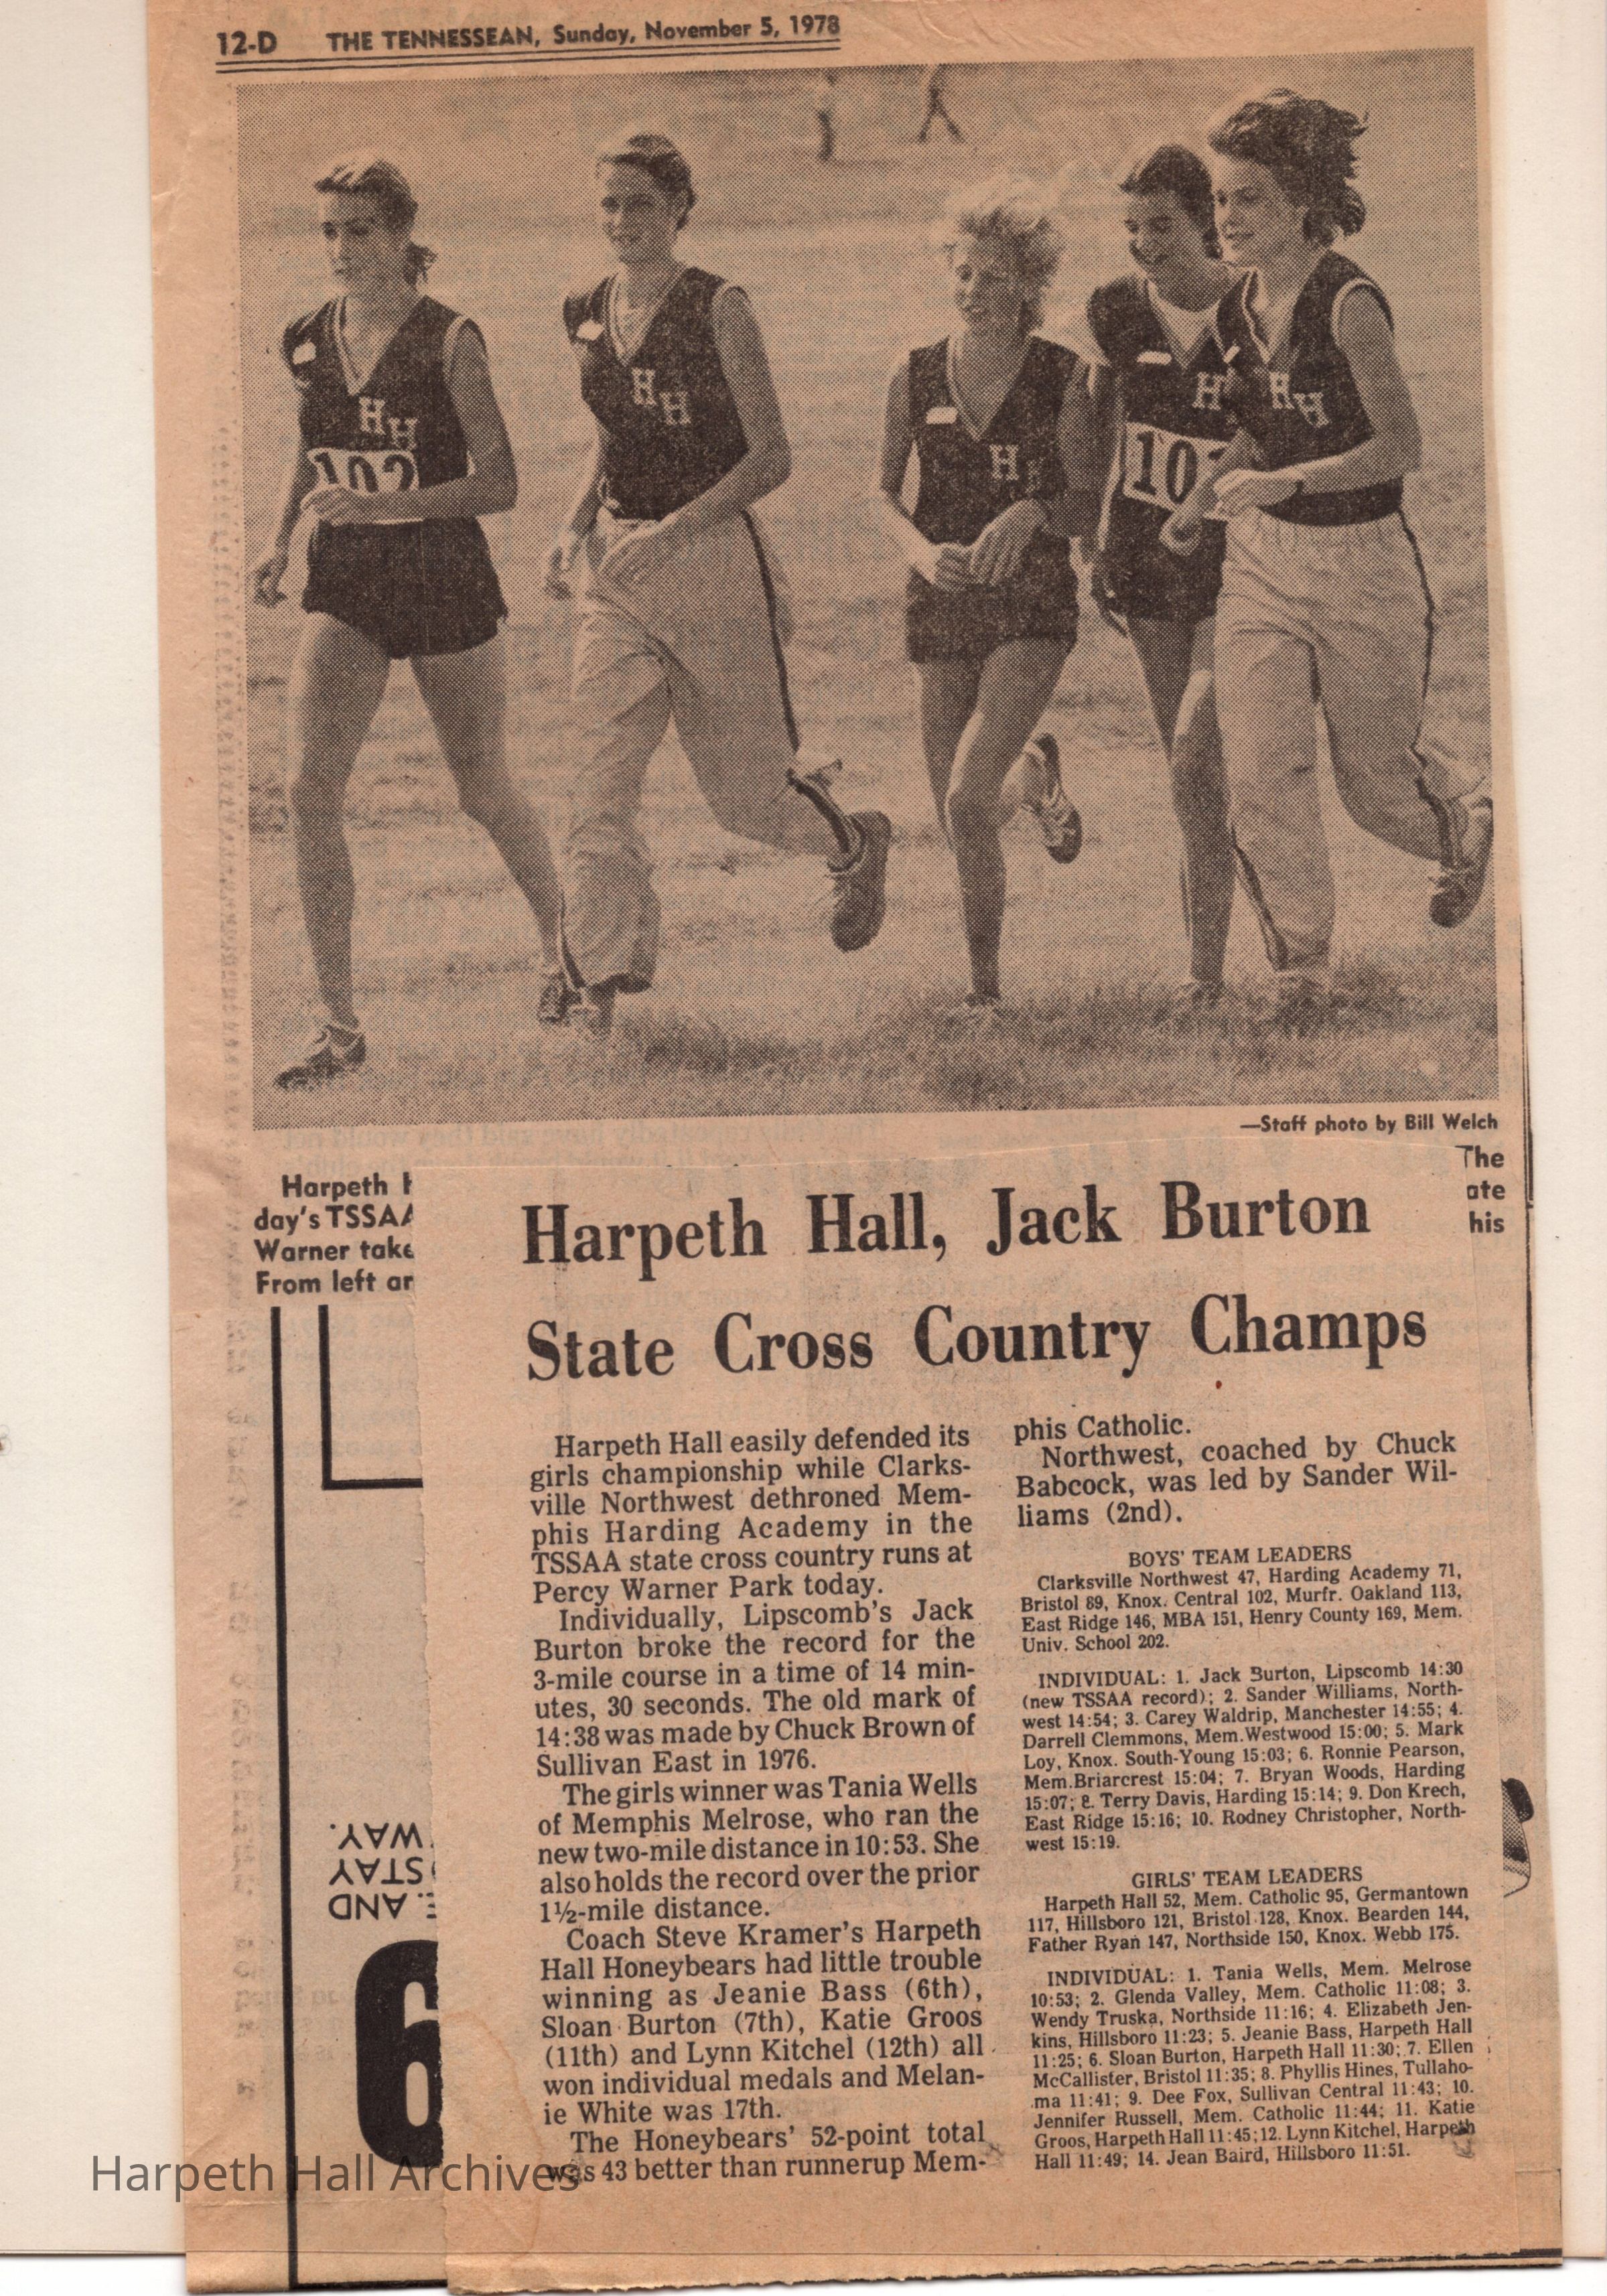 12-D THE TENNESSEAN, Sunday, November 5, 1978
H H
102
H H
H H
H
10
H H
—Staff photo by Bill Welch
Harpeth
day's TSSAA
Warner take
From left ar
The
ate
his
Harpeth Hall, Jack Burton
State Cross Country Champs
Harpeth Hall easily defended its
girls championship while Clarks-
ville Northwest dethroned Mem-
phis Harding Academy in the
TSSAA state cross country runs at
Percy Warner Park today.
Individually, Lipscomb's Jack
Burton broke the record for the
3-mile course in a time of 14 min-
utes, 30 seconds. The old mark of
14:38 was made by Chuck Brown of
Sullivan East in 1976.
The girls winner was Tania Wells
of Memphis Melrose, who ran the
new two-mile distance in 10:53. She
also holds the record over the prior
1½-mile distance.
Coach Steve Kramer's Harpeth
Hall Honeybears had little trouble
winning as Jeanie Bass (6th),
Sloan Burton (7th), Katie Groos
(11th) and Lynn Kitchel (12th) all
won individual medals and Melan-
ie White was 17th.
The Honeybears' 52-point total
was 43 better than runnerup Mem-
phis Catholic.
Northwest, coached by Chuck
Babcock, was led by Sander Wil-
liams (2nd).
BOYS' TEAM LEADERS
Clarksville Northwest 47, Harding Academy 71,
Bristol 89, Knox. Central 102, Murfr. Oakland 113,
East Ridge 146, MBA 151, Henry County 169, Mem.
Univ. School 202.
INDIVIDUAL: 1. Jack Burton, Lipscomb 14:30
(new TSSAA record); 2. Sander Williams, North-
west 14:54; 3. Carey Waldrip, Manchester 14:55; 4.
Darrell Clemmons, Mem.Westwood 15:00; 5. Mark
Loy, Knox. South-Young 15:03; 6. Ronnie Pearson,
Mem.Briarcrest 15:04; 7. Bryan Woods, Harding
15:07; 8. Terry Davis, Harding 15:14; 9. Don Krech,
East Ridge 15:16; 10. Rodney Christopher, North-
west 15:19.
GIRLS' TEAM LEADERS
Harpeth Hall 52, Mem. Catholic 95, Germantown
117, Hillsboro 121, Bristol 128, Knox. Bearden 144,
Father Ryan 147, Northside 150, Knox. Webb 175.
INDIVIDUAL: 1. Tania Wells, Mem. Melrose
10:53; 2. Glenda Valley, Mem. Catholic 11:08; 3.
Wendy Truska, Northside 11:16; 4. Elizabeth Jen-
kins, Hillsboro 11:23; 5. Jeanie Bass, Harpeth Hall
11:25; 6. Sloan Burton, Harpeth Hall 11:30; 7. Ellen
McCallister, Bristol 11:35; 8. Phyllis Hines, Tullaho-
ma 11:41; 9. Dee Fox, Sullivan Central 11:43; 10.
Jennifer Russell, Mem. Catholic 11:44; 11. Katie
Groos, Harpeth Hall 11:45; 12. Lynn Kitchel, Harpeth
Hall 11:49; 14. Jean Baird, Hillsboro 11:51.
AND
STAY
WAY.
6
Harpeth Hall Archives